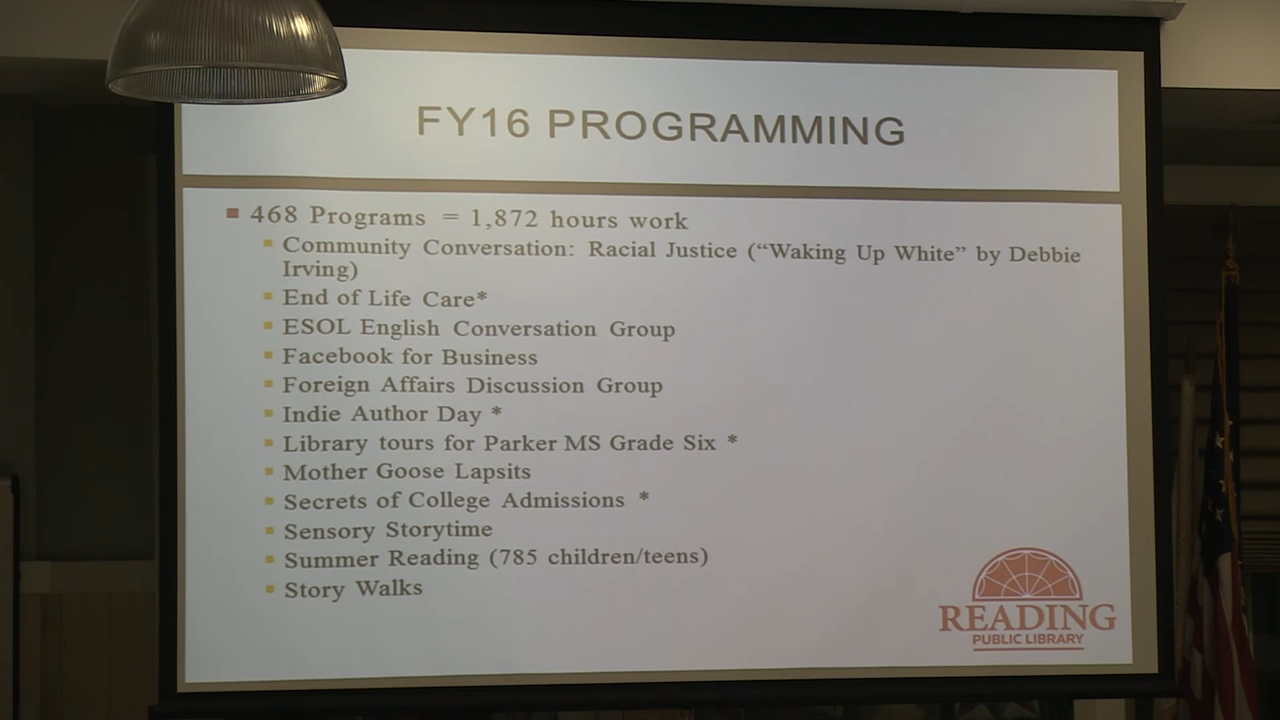 FY16 PROGRAMMING
468 Programs = 1,872 hours work
Community Conversation: Racial Justice (“Waking Up White” by Debbie
Irving)
End of Life Care*
ESOL English Conversation Group
Facebook for Business
Foreign Affairs Discussion Group
Indie Author Day *
Library tours for Parker MS Grade Six *
Mother Goose Lapsits
Secrets of College Admissions *
Sensory Storytime
Summer Reading (785 children/teens)
Story Walks
READING
PUBLIC LIBRARY